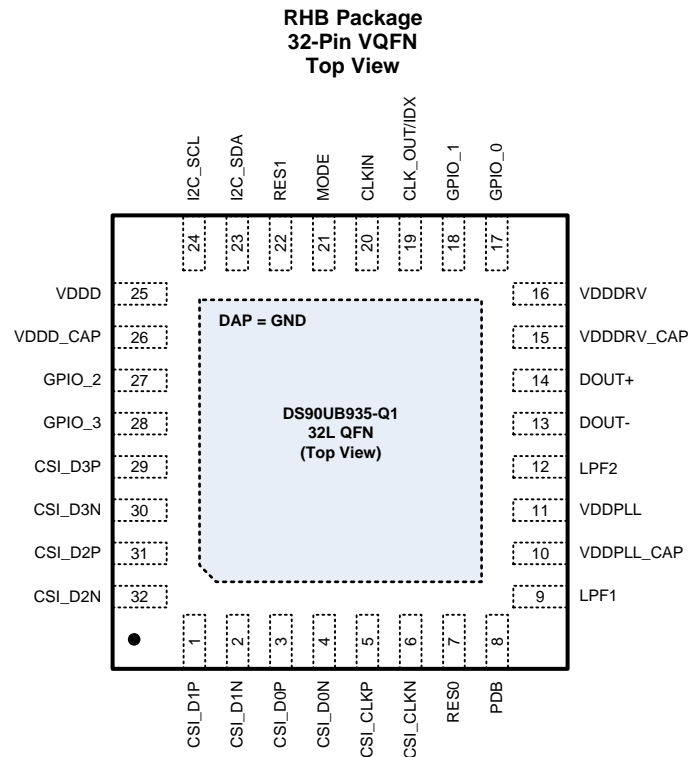 RHB Package
32-Pin VQFN
Top View
I2C_SCL
I2C_SDA
RES1
MODE
CLKIN
CLK_OUT/IDX
GPIO_1
GPIO_0
24
23
22
21
20
19
18
17
VDDD 25
VDDD_CAP 26
GPIO_2 27
GPIO_3 28
CSI_D3P 29
CSI_D3N 30
CSI_D2P 31
CSI_D2N 32
DAP = GND
DS90UB935-Q1
32L QFN
(Top View)
16 VDDDRV
15 VDDDRV_CAP
14 DOUT+
13 DOUT-
12 LPF2
11 VDDPLL
10 VDDPLL_CAP
9 LPF1
1
2
3
4
5
6
7
8
CSI_D1P
CSI_D1N
CSI_D0P
CSI_D0N
CSI_CLKP
CSI_CLKN
RES0
PDB